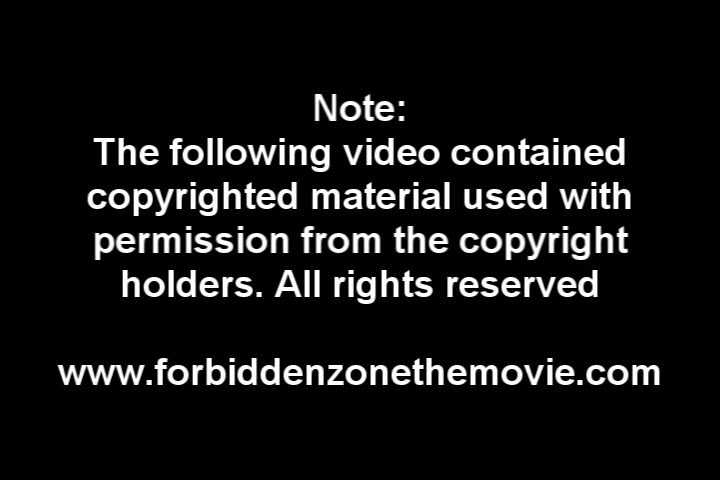 Note:
The following video contained
copyrighted material used with
permission from the copyright
holders. All rights reserved
www.forbiddenzonethemovie.com